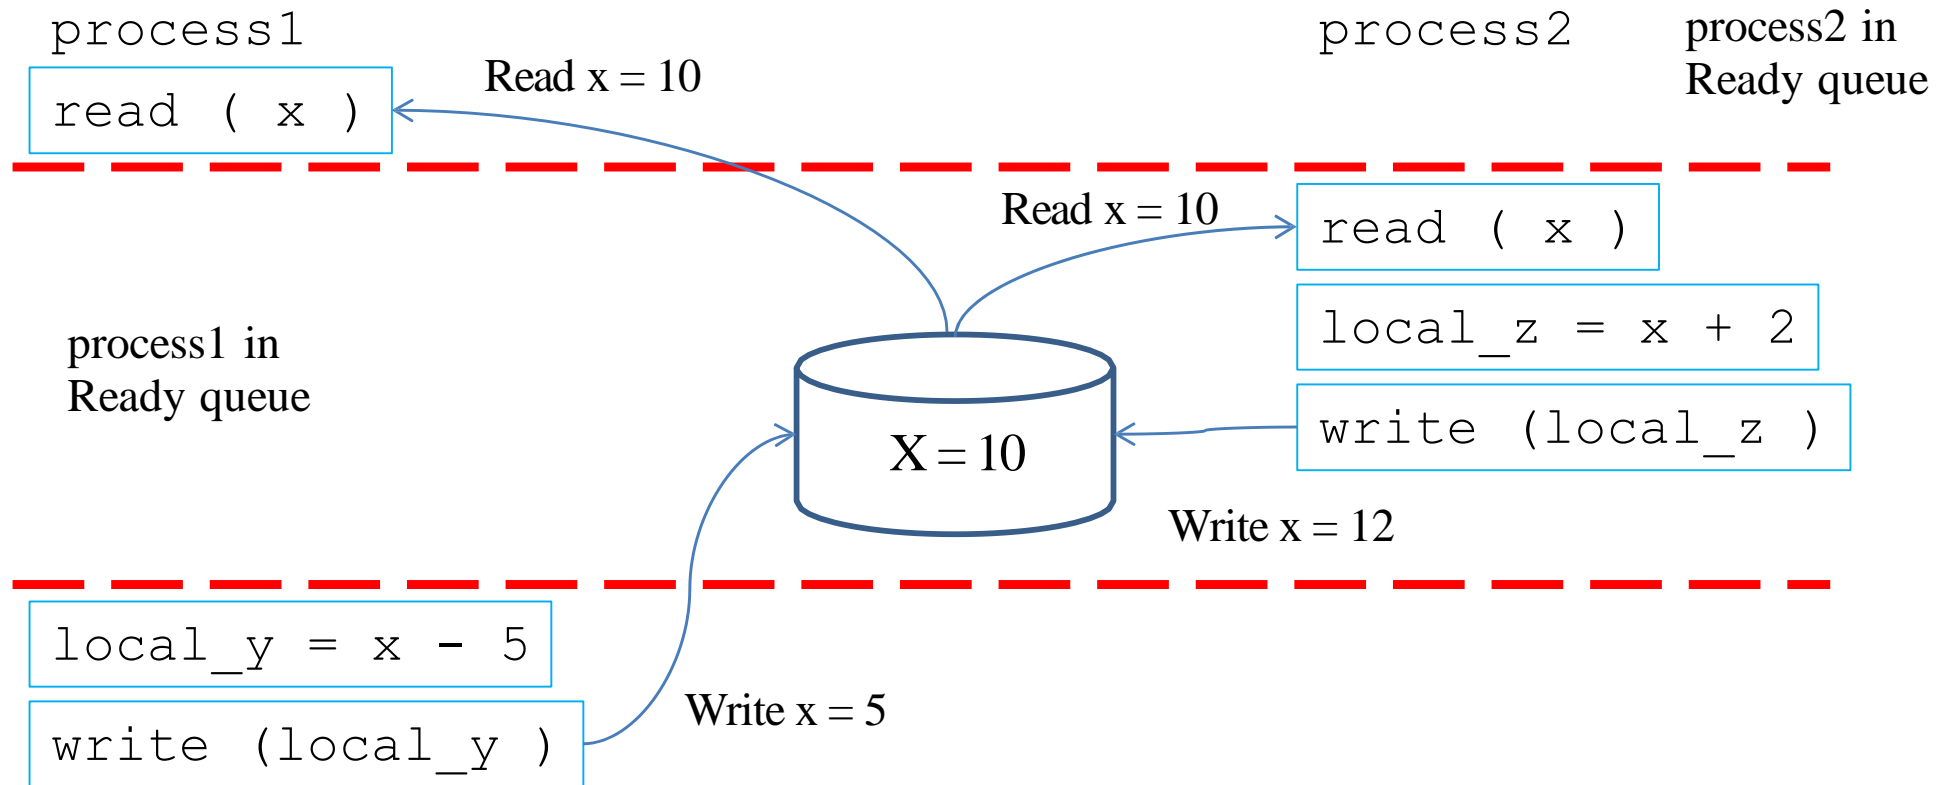 process1
process2
process2 in
Ready queue
Read x = 10
read ( x )
Read x = 10
read ( x )
local_z = x + 2
process1 in
Ready queue
write (local_z )
X = 10
Write x = 12
local_y = x - 5
Write x = 5
write (local_y )